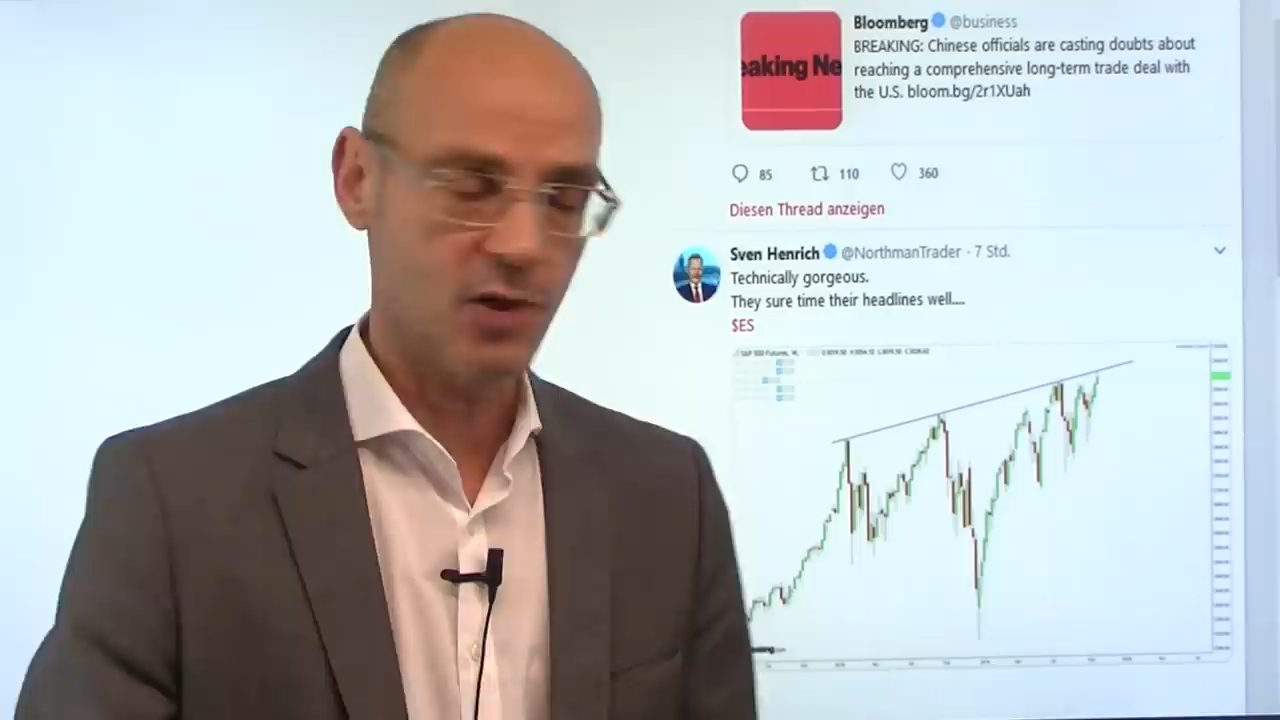 Bloomberg @business
BREAKING: Chinese officials are casting doubts about
reaching a comprehensive long-term trade deal with
the U.S. bloom.bg/2r1XUah
eaking Ne
85 110 360
Diesen Thread anzeigen
Sven Henrich @NorthmanTrader · 7 Std.
Technically gorgeous.
They sure time their headlines well....
$ES
S&P 500 Futures, W,